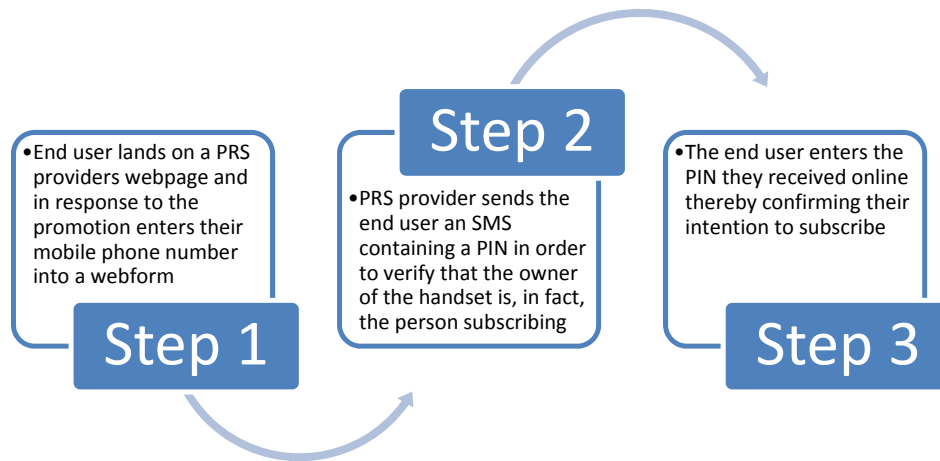 •End user lands on a PRS
providers webpage and
in response to the
promotion enters their
mobile phone number
into a webform
Step 1
Step 2
•PRS provider sends the
end user an SMS
containing a PIN in order
to verify that the owner
of the handset is, in fact,
the person subscribing
•The end user enters the
PIN they received online
thereby confirming their
intention to subscribe
Step 3